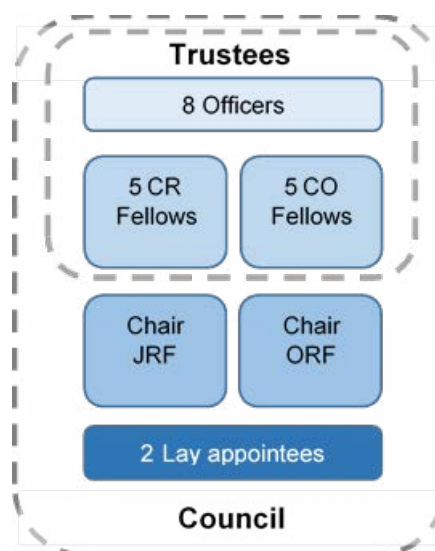 Trustees
8 Officers
5 CR
Fellows
5 CO
Fellows
Chair
JRF
Chair
ORF
2 Lay appointees
Council